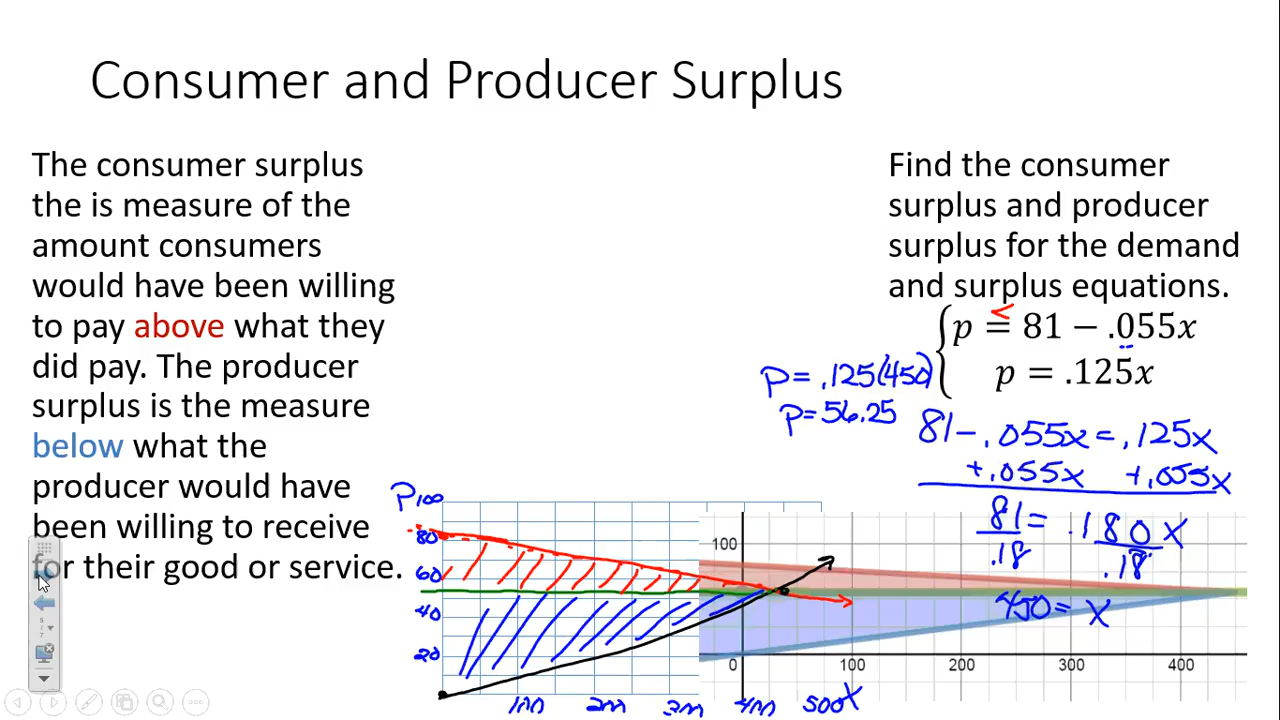 Consumer and Producer Surplus
The consumer surplus
the is measure of the
amount consumers
would have been willing
to pay above what they
did pay. The producer
surplus is the measure
below what the
producer would have
been willing to receive
for their good or service.
Find the consumer
surplus and producer
surplus for the demand
and surplus equations.
≤
p = 81 − .055x
p = .125x
p = .125(450)
p = 56.25
81 - .055x = .125x
+.055x +.055x
81 = .180x
.18 .18
450 = x
P 100
80
60
40
20
100 200 300 400 500 x
100
0 100 200 300 400
5
7